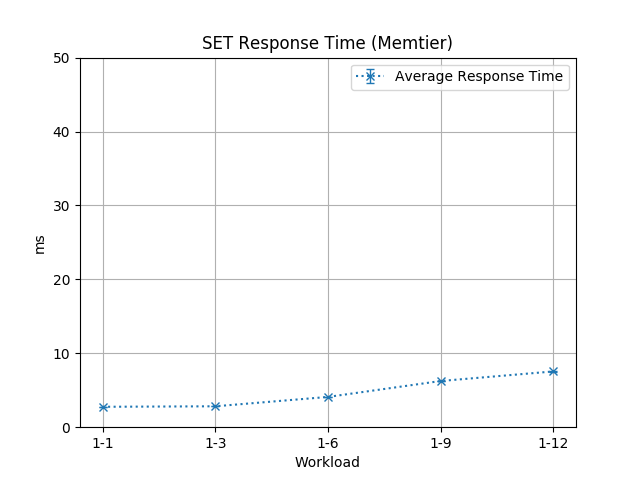 SET Response Time (Memtier)
Average Response Time
50
40
30
20
10
0
ms
1-1 1-3 1-6 1-9 1-12
Workload